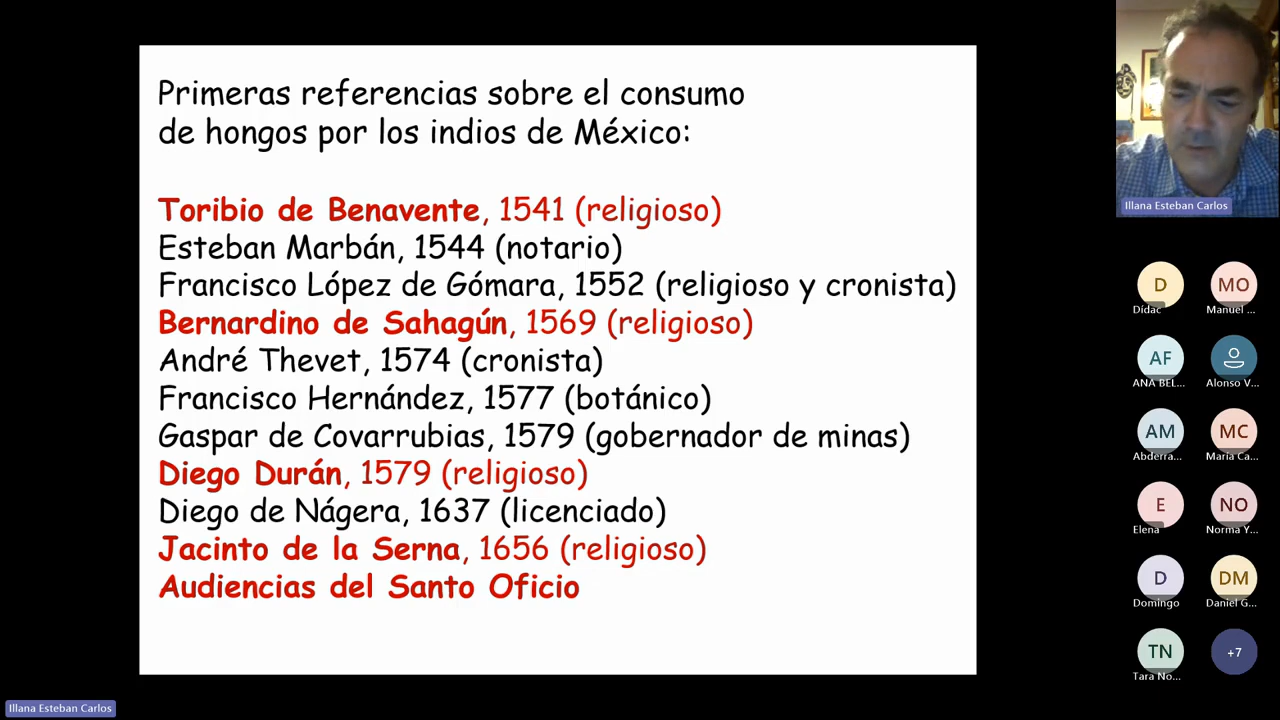 Primeras referencias sobre el consumo
de hongos por los indios de México:
Toribio de Benavente, 1541 (religioso)
Esteban Marbán, 1544 (notario)
Francisco López de Gómara, 1552 (religioso y cronista)
Bernardino de Sahagún, 1569 (religioso)
André Thevet, 1574 (cronista)
Francisco Hernández, 1577 (botánico)
Gaspar de Covarrubias, 1579 (gobernador de minas)
Diego Durán, 1579 (religioso)
Diego de Nágera, 1637 (licenciado)
Jacinto de la Serna, 1656 (religioso)
Audiencias del Santo Oficio
Illana Esteban Carlos
D MO
Dídac Manuel ...
AF
ANA BEL... Alonso V...
AM MC
Abderra... María Ca...
E NO
Elena Norma Y...
D DM
Domingo Daniel G...
TN +7
Tara No...
Illana Esteban Carlos